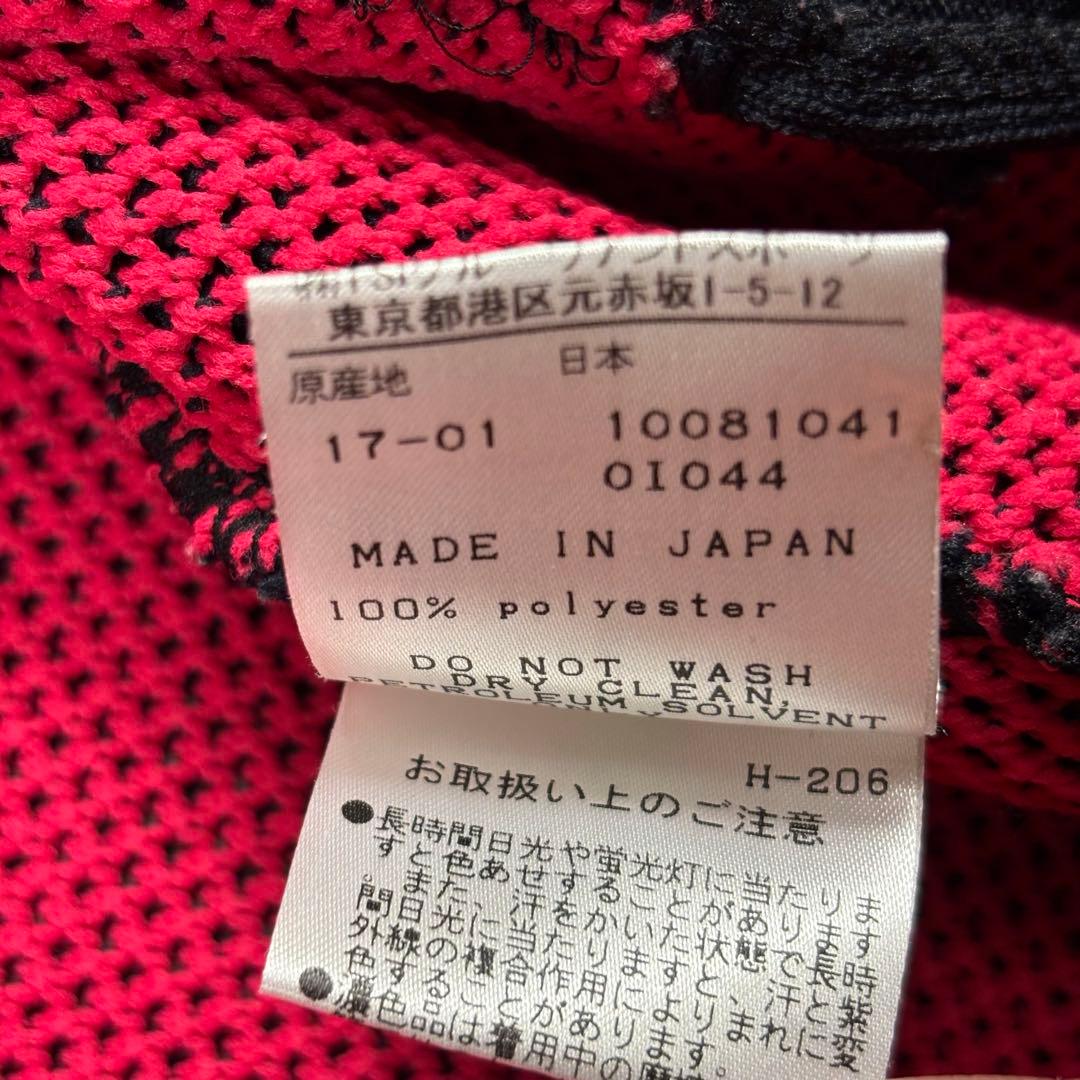 東京都港区元赤坂1-5-12
原産地 日本
17-01 10081041
01044
MADE IN JAPAN
100% polyester
DO NOT WASH
DRY CLEAN,
PETROLEUM SOLVENT
H-206
お取扱い上のご注意
●長時間日光や蛍光灯に当たりま
すと色あせすることがあります
。また、汗をかいた状態で長時
間日光に当たりますと、汗と紫
外線の複合作用によりまれに変
色することがあります。
●濃色品は着用中の